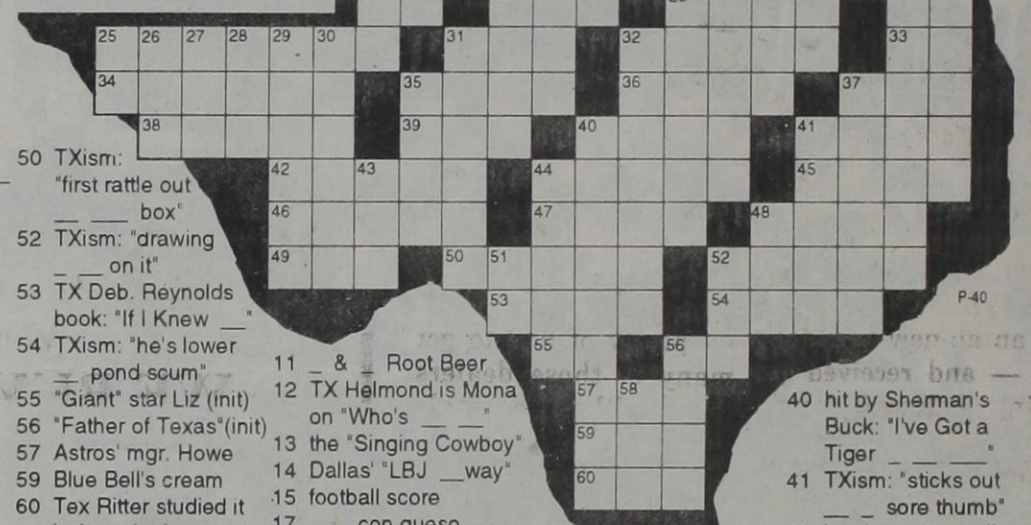 25 26 27 28 29 30 31 32 33
34 35 36 37
38 39 40 41
42 43 44 45
46 47 48
49 50 51 52
53 54
55 56
57 58
59
60
P-40
50 TXism:
"first rattle out
__ ___ box"
52 TXism: "drawing
_ __ on it"
53 TX Deb. Reynolds
book: "If I Knew __"
54 TXism: "he's lower
__ pond scum"
55 "Giant" star Liz (init)
56 "Father of Texas"(init)
57 Astros' mgr. Howe
59 Blue Bell's cream
60 Tex Ritter studied it
11 _ & _ Root Beer
12 TX Helmond is Mona
on "Who's __ __"
13 the "Singing Cowboy"
14 Dallas' "LBJ __way"
15 football score
17 ___ con queso
40 hit by Sherman's
Buck: "I've Got a
Tiger _ __ ___"
41 TXism: "sticks out
__ _ sore thumb"